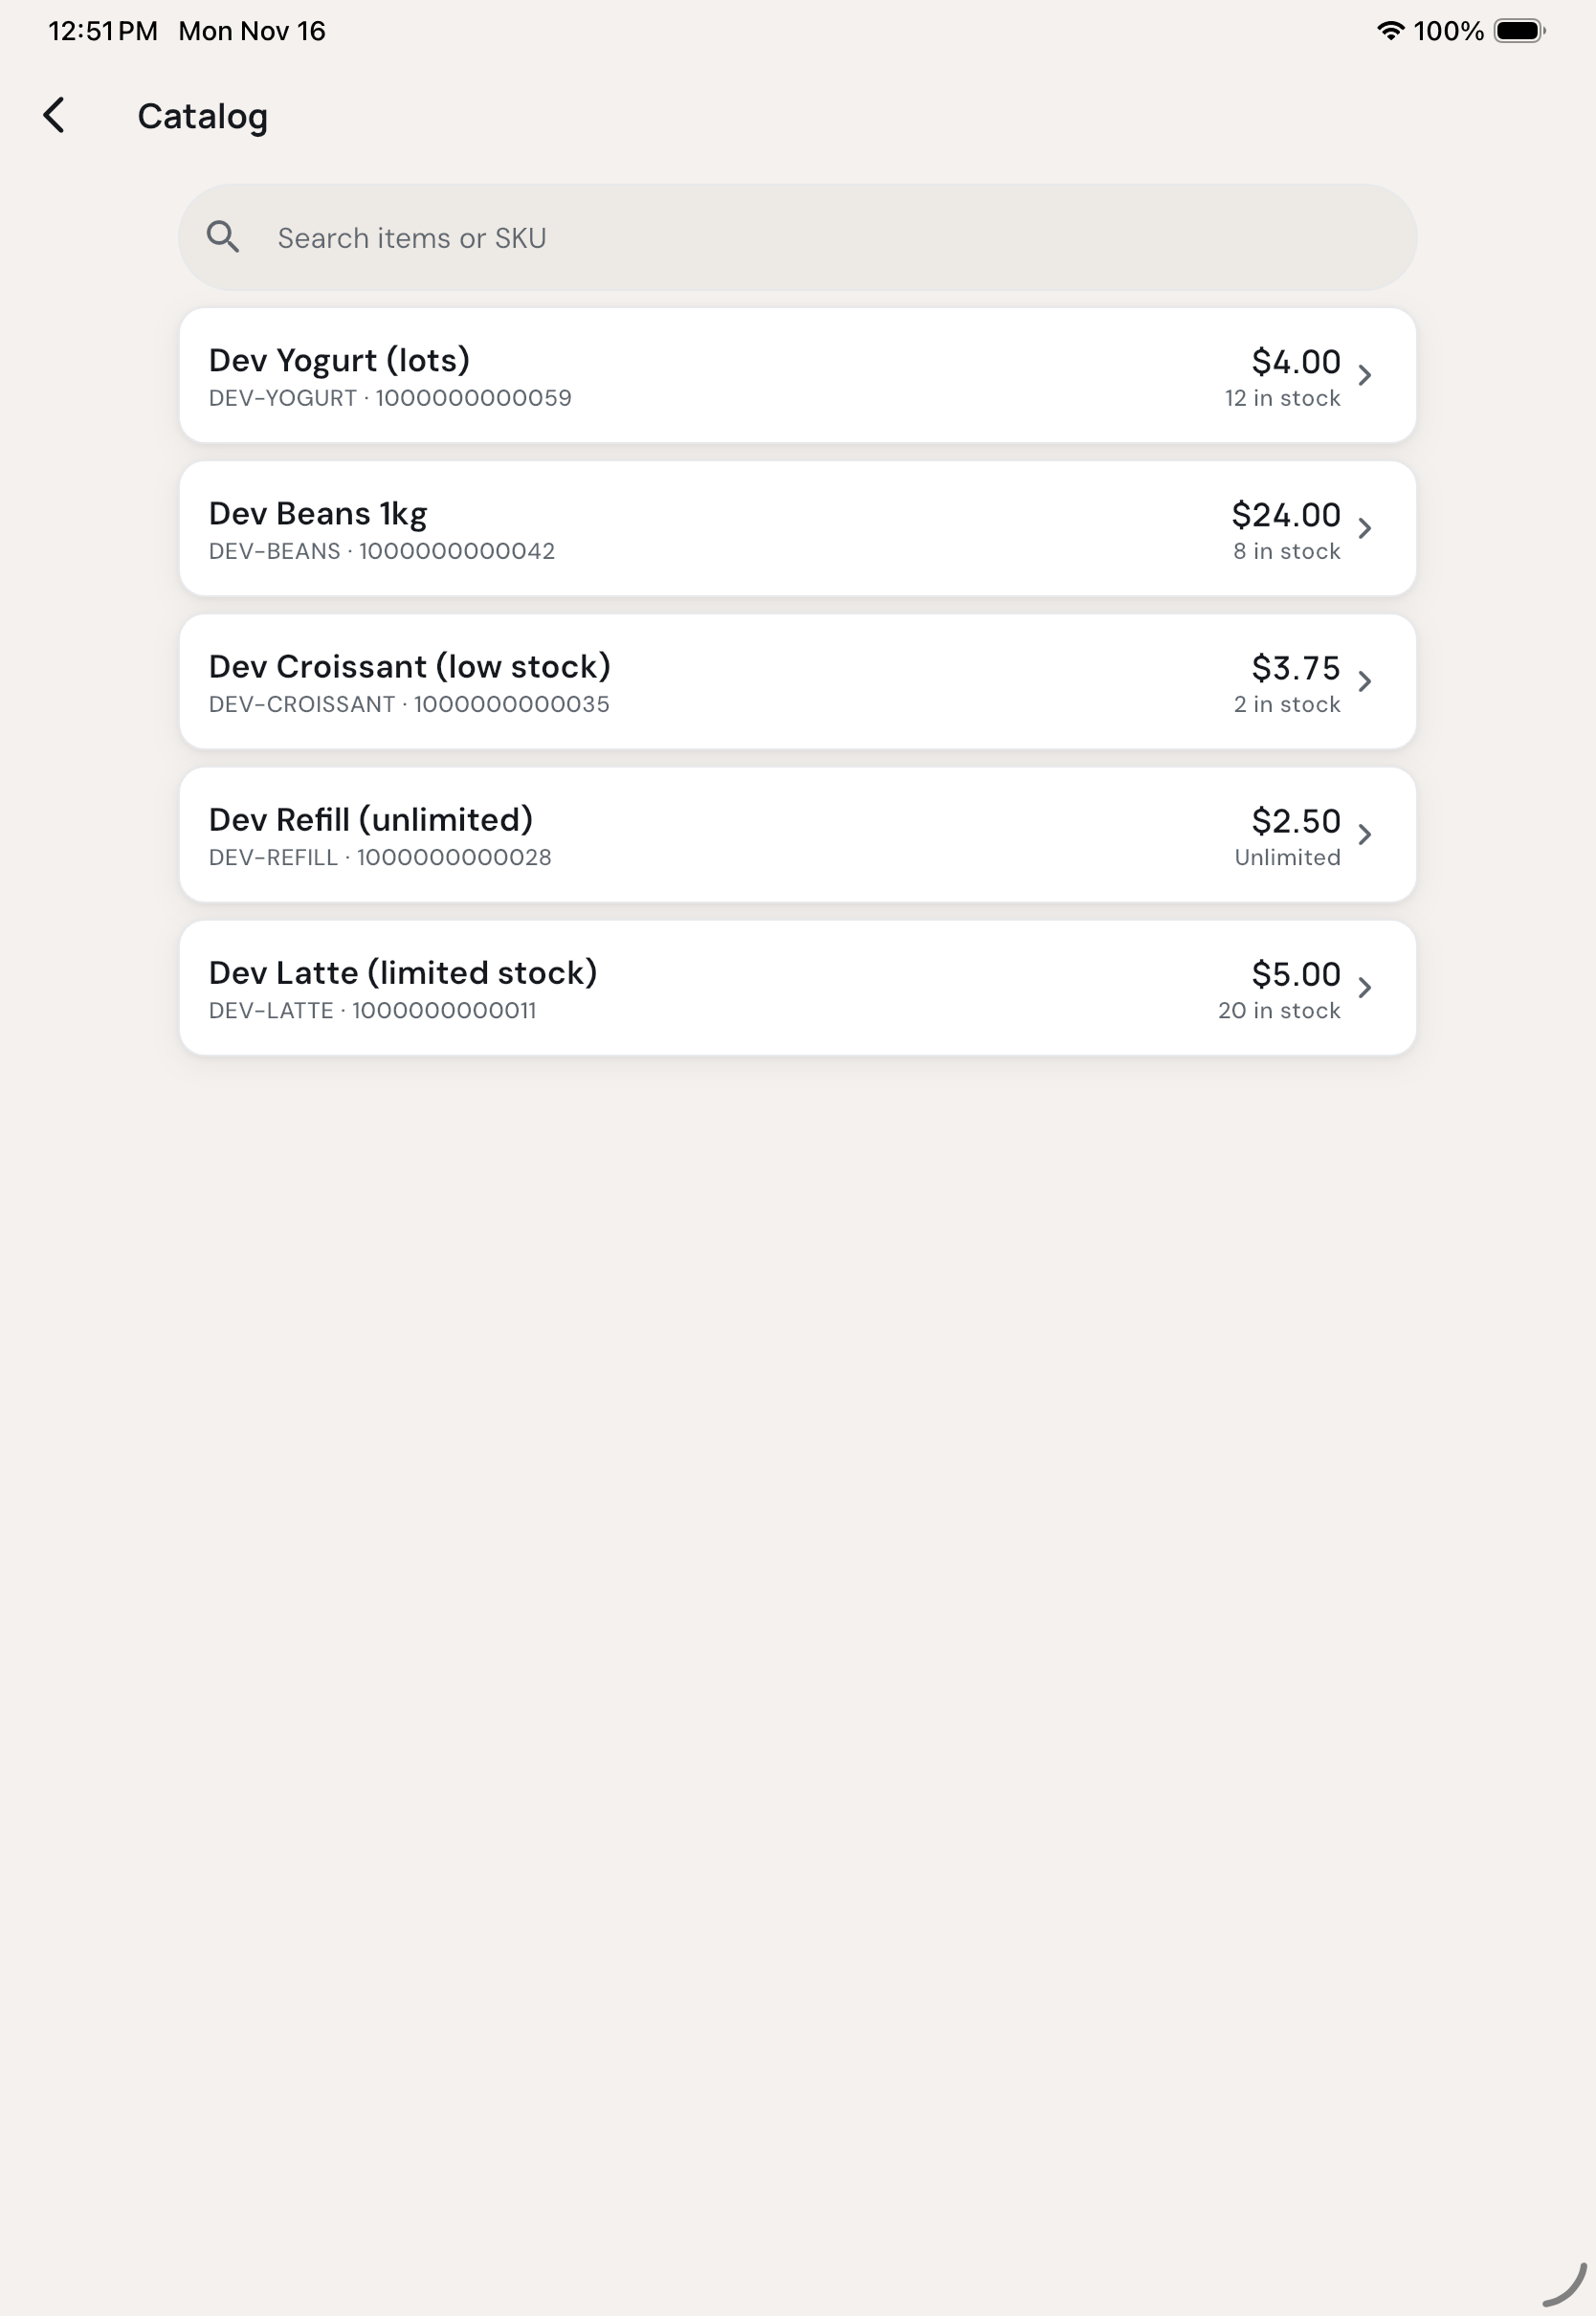 12:51 PM Mon Nov 16 100%
Catalog
Search items or SKU
Dev Yogurt (lots) $4.00
DEV-YOGURT · 1000000000059 12 in stock
Dev Beans 1kg $24.00
DEV-BEANS · 1000000000042 8 in stock
Dev Croissant (low stock) $3.75
DEV-CROISSANT · 1000000000035 2 in stock
Dev Refill (unlimited) $2.50
DEV-REFILL · 1000000000028 Unlimited
Dev Latte (limited stock) $5.00
DEV-LATTE · 1000000000011 20 in stock